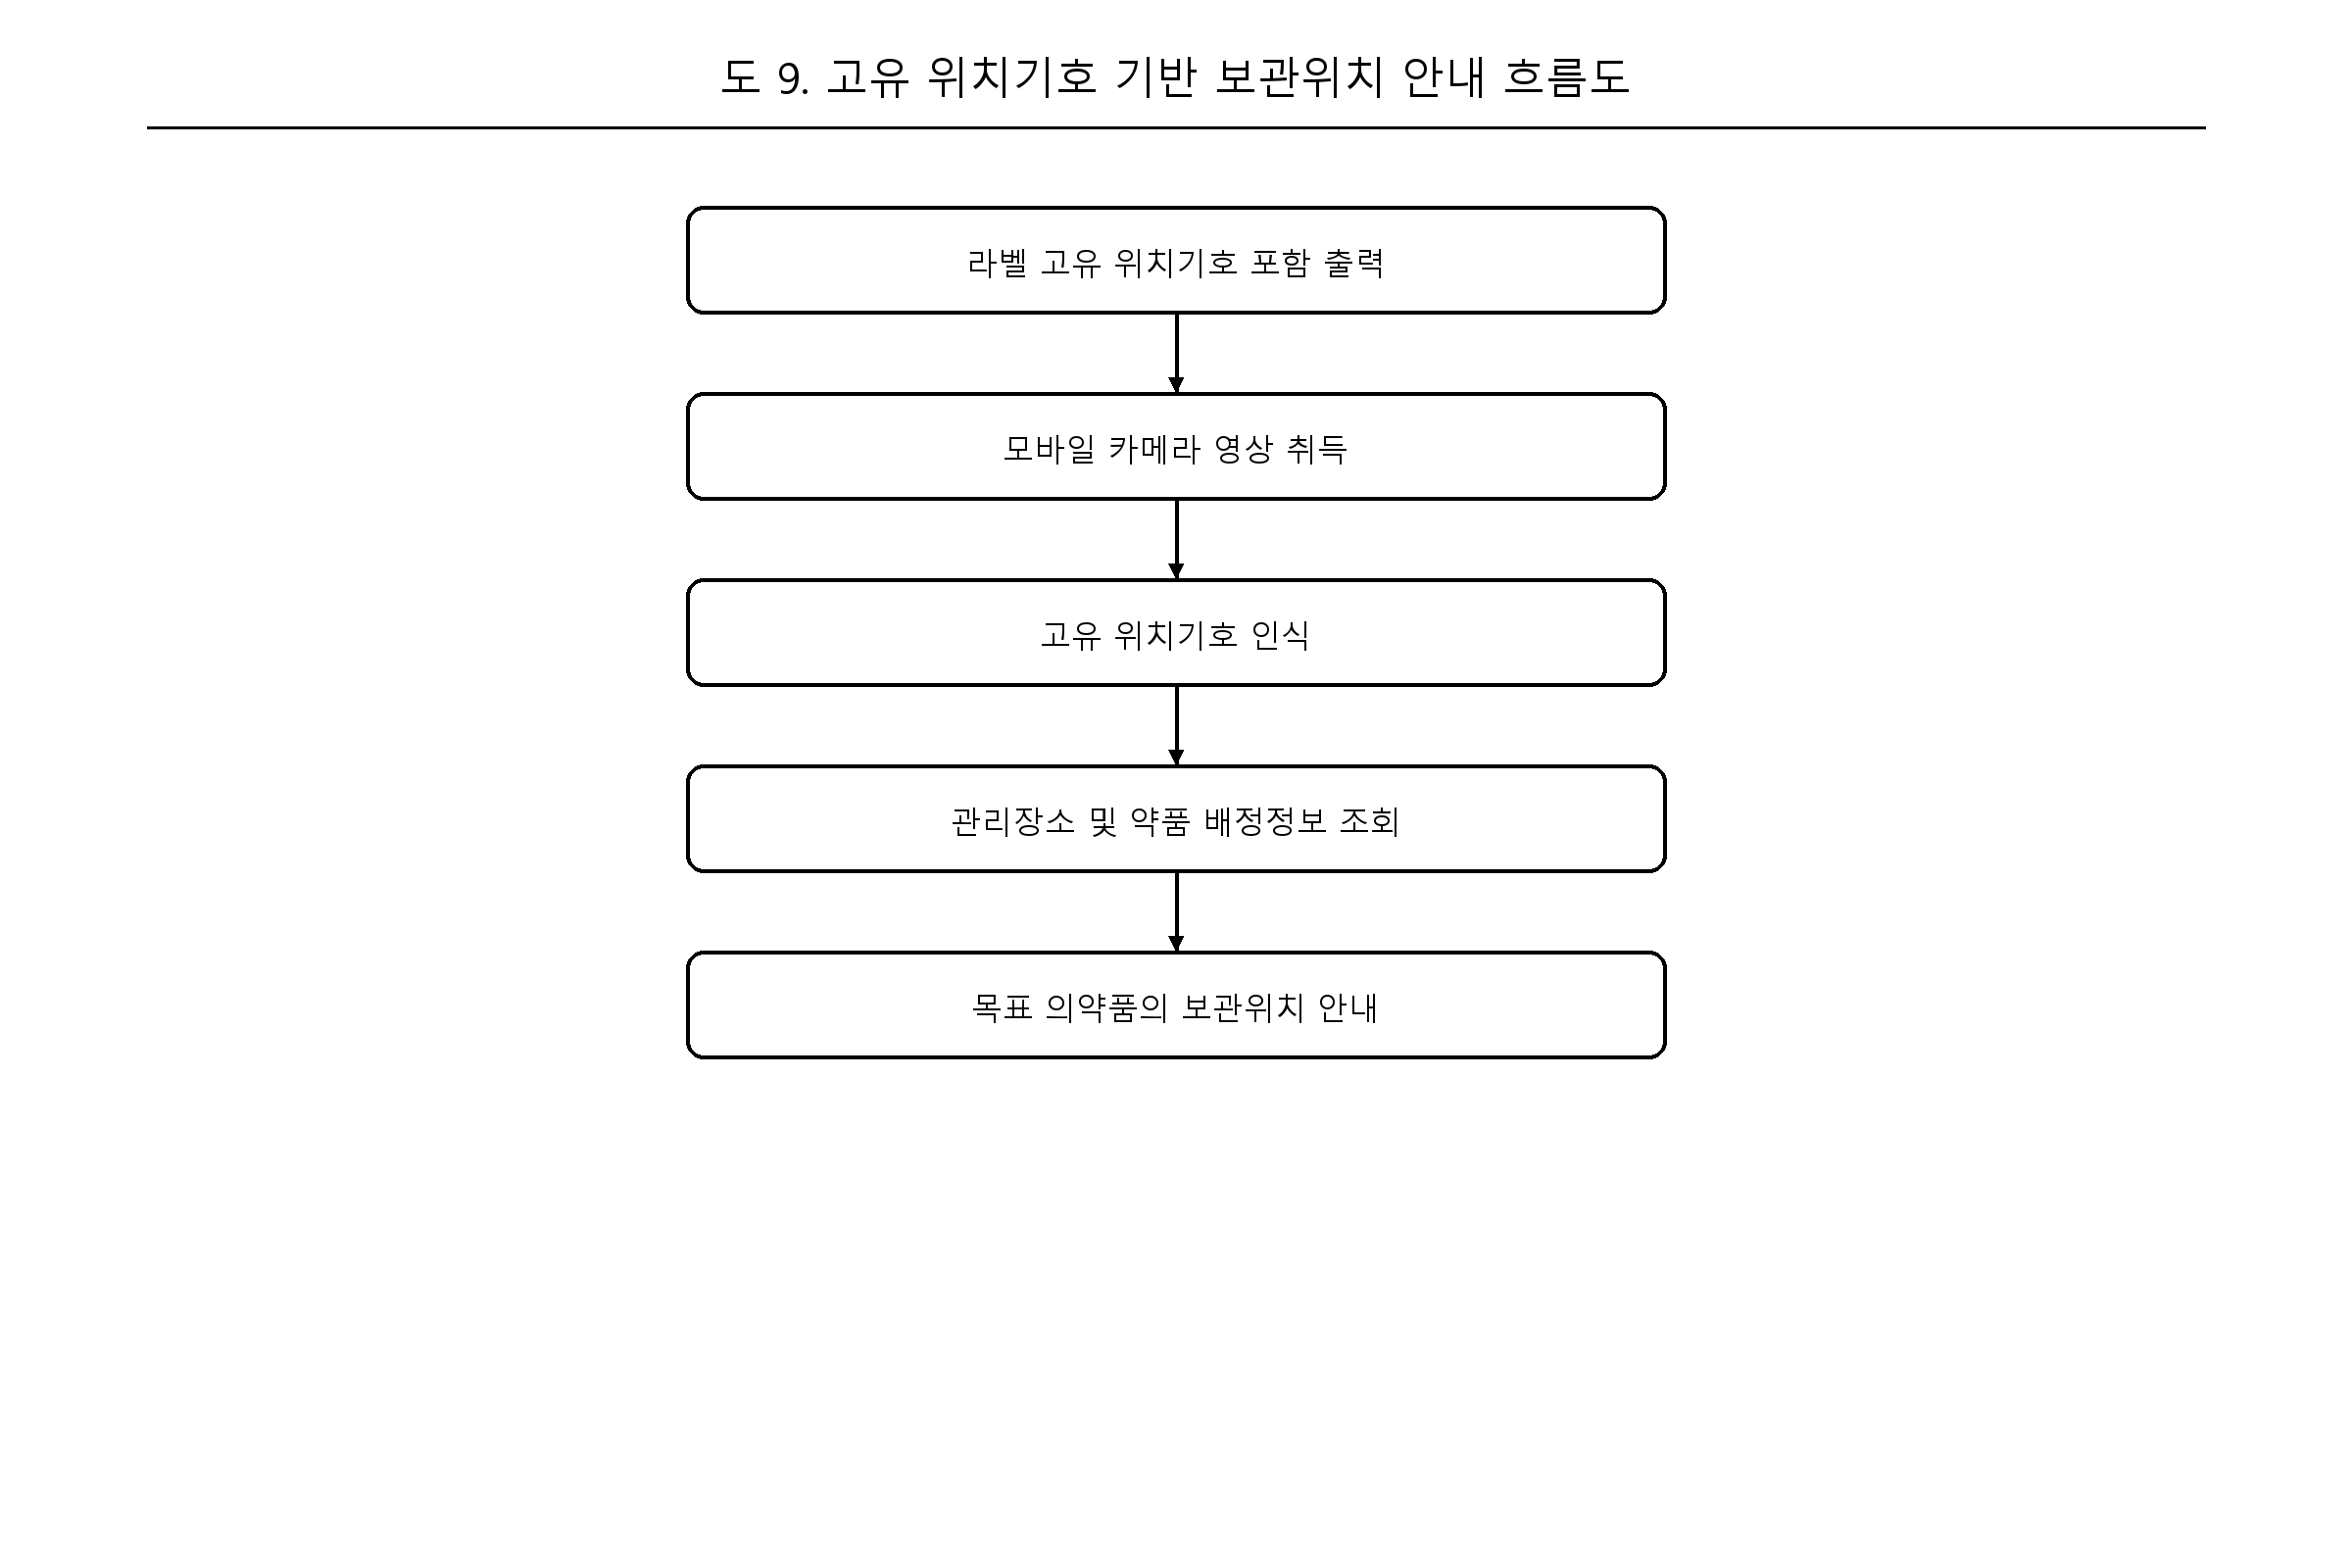 도 9. 고유 위치기호 기반 보관위치 안내 흐름도
라벨 고유 위치기호 포함 출력
모바일 카메라 영상 취득
고유 위치기호 인식
관리장소 및 약품 배정정보 조회
목표 의약품의 보관위치 안내